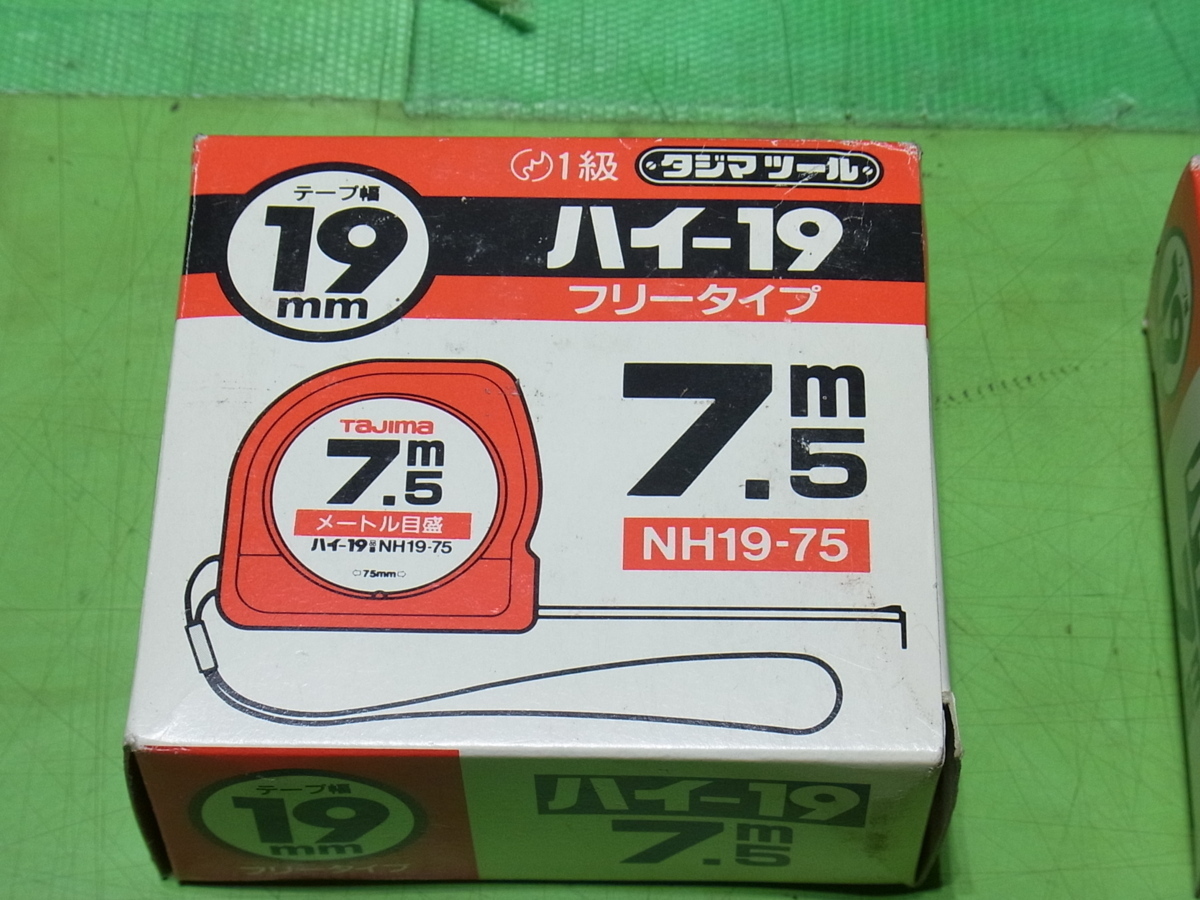 テープ幅
19
mm
1級 タジマツール
ハイ-19
フリータイプ
TaJIma
7.5m
メートル目盛
ハイ-19 NH19-75
⇦75mm⇨
7.5m
NH19-75
テープ幅
19
mm
フリータイプ
ハイ-19
7.5m